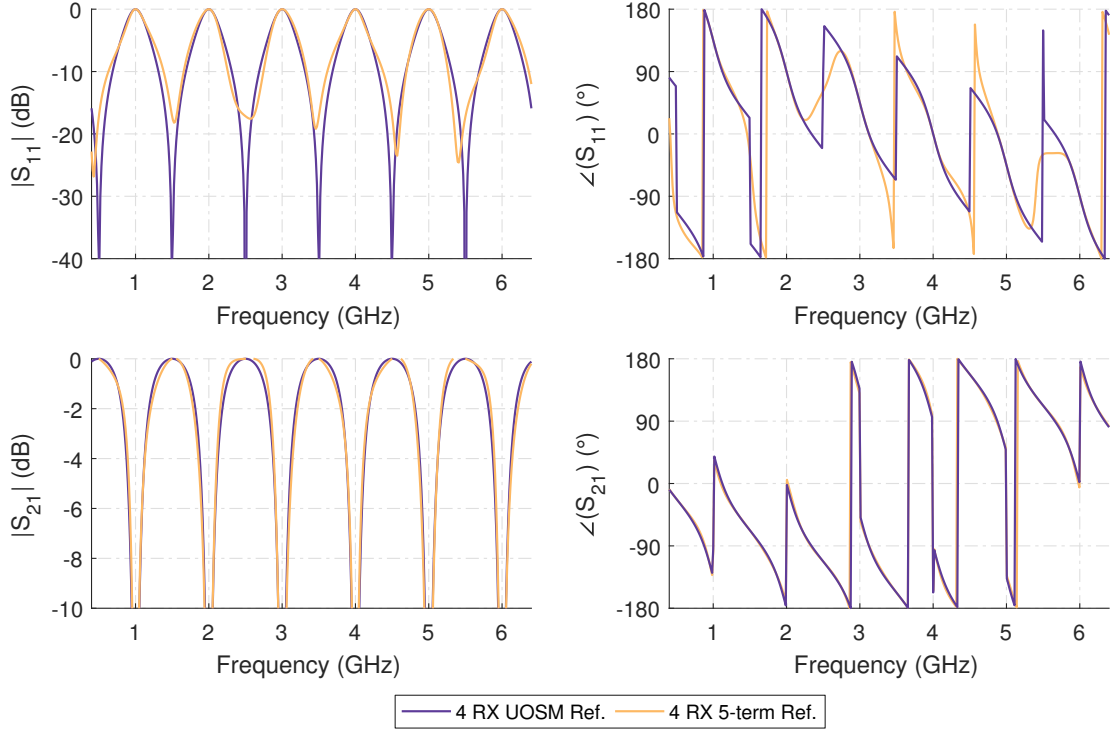 0
-10
-20
-30
-40
|S11| (dB)
1 2 3 4 5 6
Frequency (GHz)
180
90
0
-90
-180
∠(S11) (°)
1 2 3 4 5 6
Frequency (GHz)
0
-2
-4
-6
-8
-10
|S21| (dB)
1 2 3 4 5 6
Frequency (GHz)
180
90
0
-90
-180
∠(S21) (°)
1 2 3 4 5 6
Frequency (GHz)
4 RX UOSM Ref. 4 RX 5-term Ref.